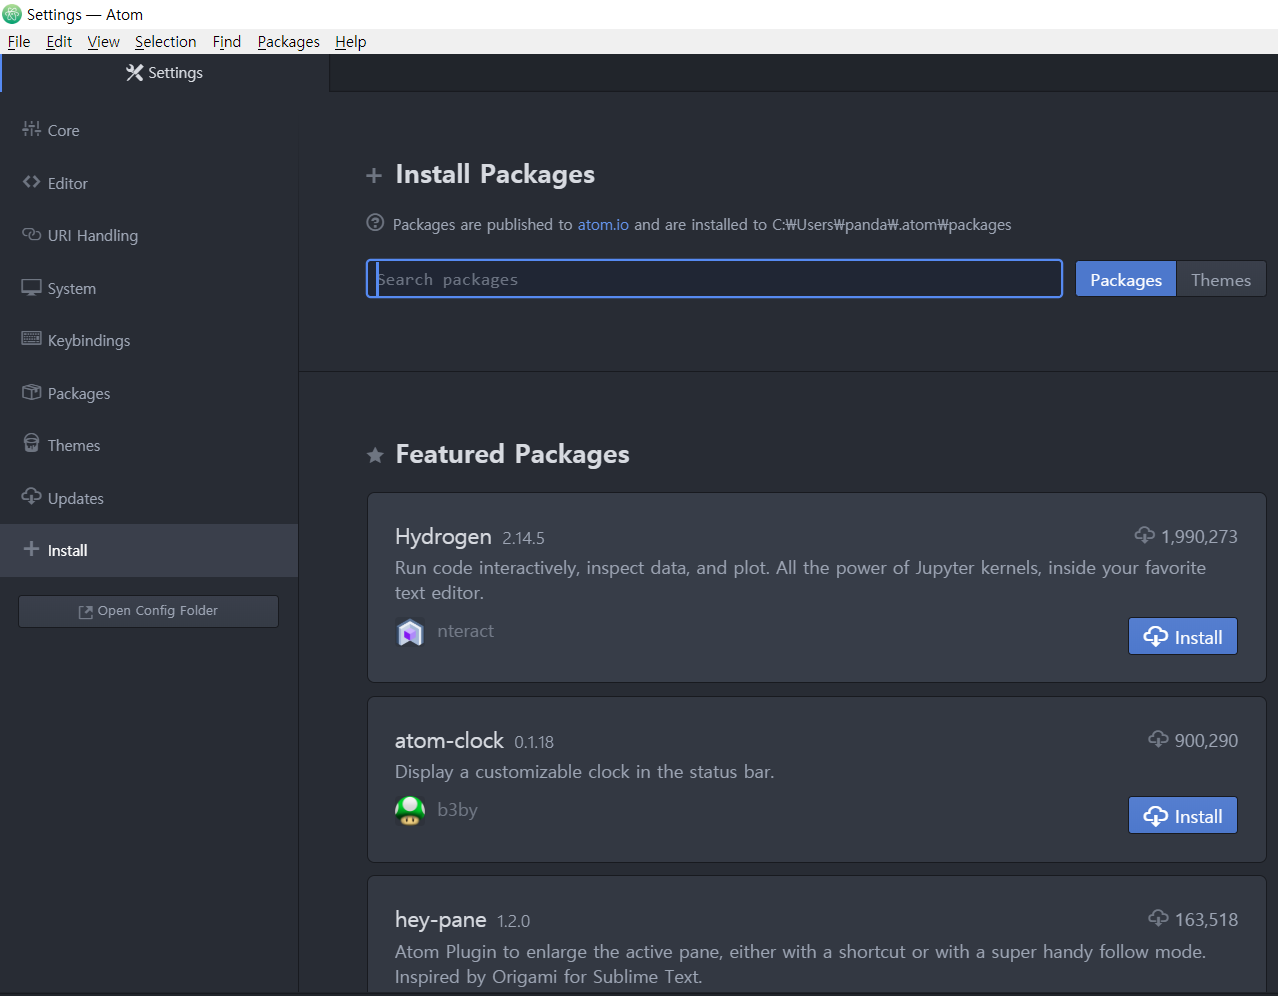 Settings — Atom
File Edit View Selection Find Packages Help
Settings
Core
Editor
URI Handling
System
Keybindings
Packages
Themes
Updates
Install
Open Config Folder
Install Packages
Packages are published to atom.io and are installed to C:₩Users₩panda₩.atom₩packages
Search packages
Packages Themes
Featured Packages
Hydrogen 2.14.5 1,990,273
Run code interactively, inspect data, and plot. All the power of Jupyter kernels, inside your favorite
text editor.
nteract
Install
atom-clock 0.1.18 900,290
Display a customizable clock in the status bar.
b3by
Install
hey-pane 1.2.0 163,518
Atom Plugin to enlarge the active pane, either with a shortcut or with a super handy follow mode.
Inspired by Origami for Sublime Text.